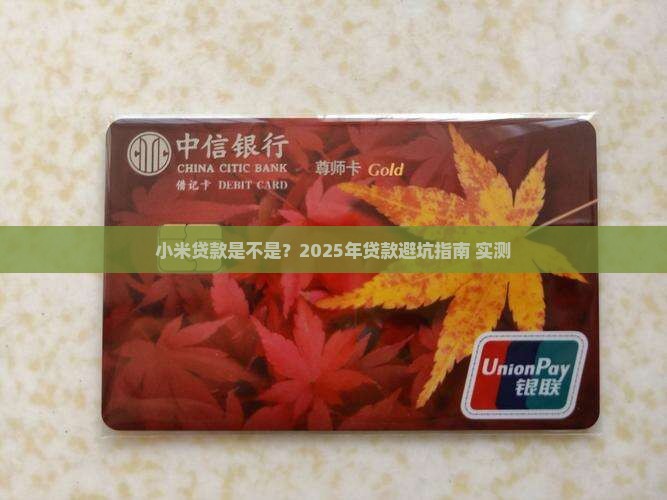 中信银行
CHINA CITIC BANK
借记卡 DEBIT CARD
尊师卡 Gold
小米贷款是不是？2025年贷款避坑指南 实测
UnionPay
银联